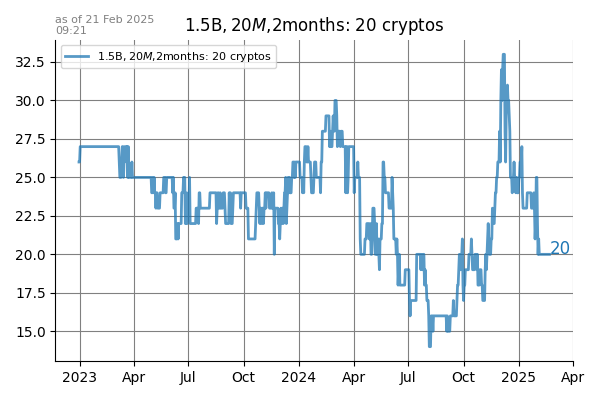 as of 21 Feb 2025
09:21
1.5B, 20M, 2months: 20 cryptos
1.5B, 20M, 2months: 20 cryptos
32.5
30.0
27.5
25.0
22.5
20.0
17.5
15.0
20
2023
Apr
Jul
Oct
2024
Apr
Jul
Oct
2025
Apr